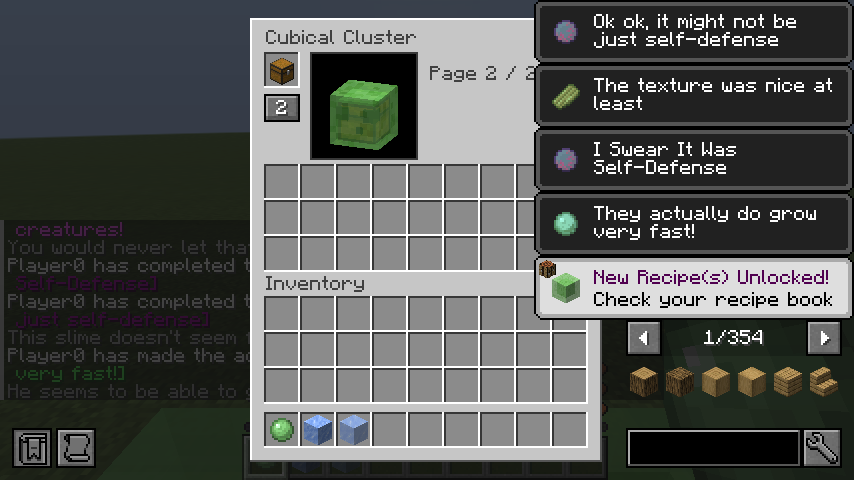 Cubical Cluster
2
Page 2 / 2
Inventory
Ok ok, it might not be
just self-defense
The texture was nice at
least
I Swear It Was
Self-Defense
They actually do grow
very fast!
New Recipe(s) Unlocked!
Check your recipe book
1/354
creatures!
You would never let tha
Player0 has completed t
Self-Defense]
Player0 has completed t
just self-defense]
This slime doesn't seem
Player0 has made the ad
very fast!]
He seems to be able to